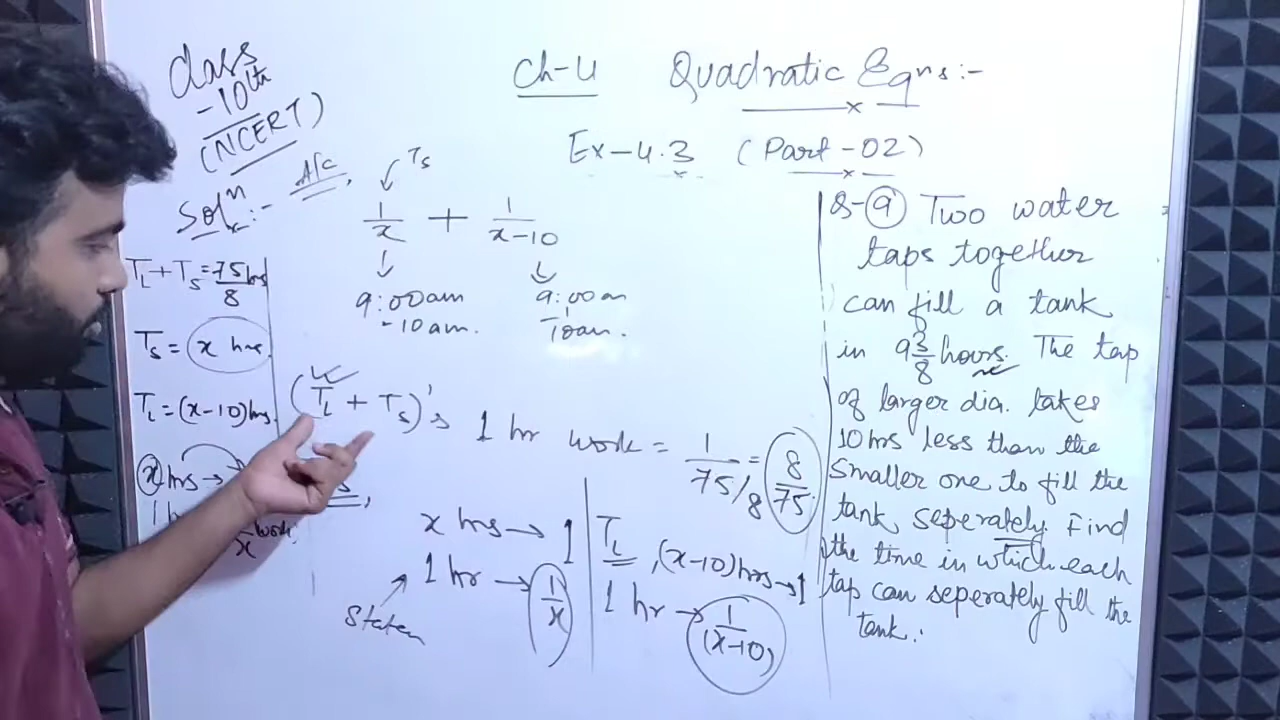 Class
-10th
(NCERT)
Ch-4 Quadratic Eqns:-
Ex-4.3 (Part-02)
Soln:- A/c,
TS
1/x + 1/x-10
9:00am
-10am.
9:00am
10am.
TL+TS=75/8 hrs
TS=(x hrs)
TL=(x-10)hrs
x hrs→
1 h
1/x work.
(TL + TS)'s 1 hr work = 1/75/8 = 8/75
x hrs→ 1
1 hr → 1/x
TL, (x-10)hrs→1
1 hr→ 1/(x-10)
Q-9 Two water
taps together
can fill a tank
in 9 3/8 hours. The tap
of larger dia. takes
10hrs less than the
smaller one to fill the
tank seperately. Find
the time in which each
tap can seperately fill the
tank.